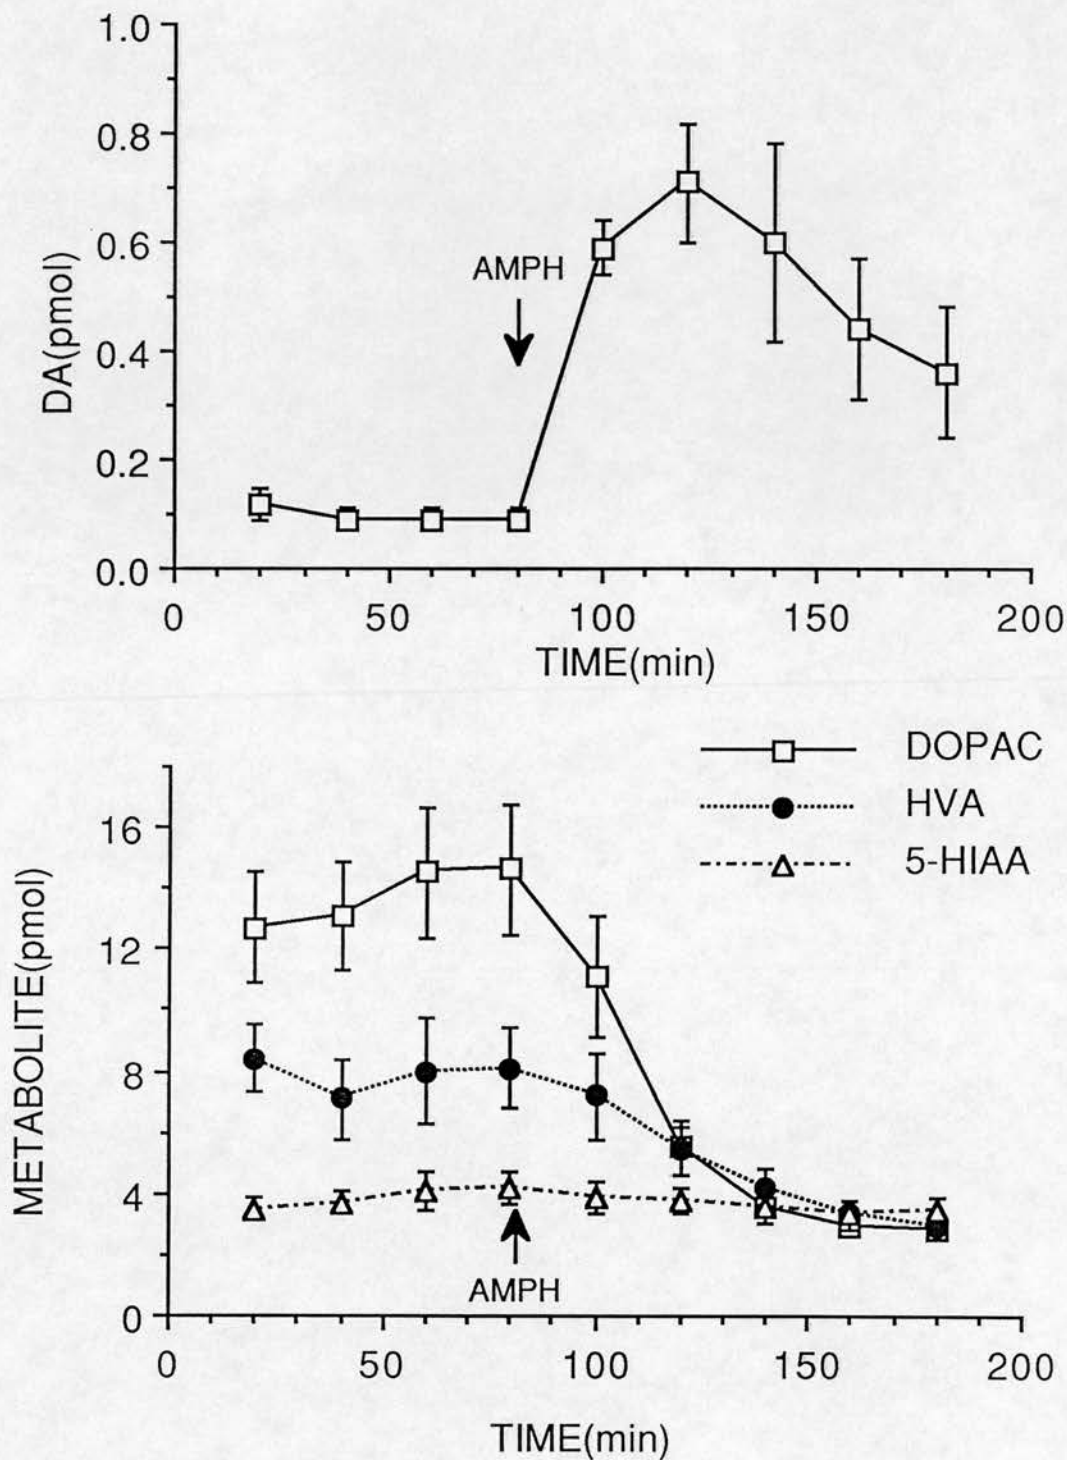 1.0
0.8
0.6
0.4
0.2
0.0
DA(pmol)
AMPH
0 50 100 150 200
TIME(min)
DOPAC
HVA
5-HIAA
16
12
8
4
0
METABOLITE(pmol)
AMPH
0 50 100 150 200
TIME(min)